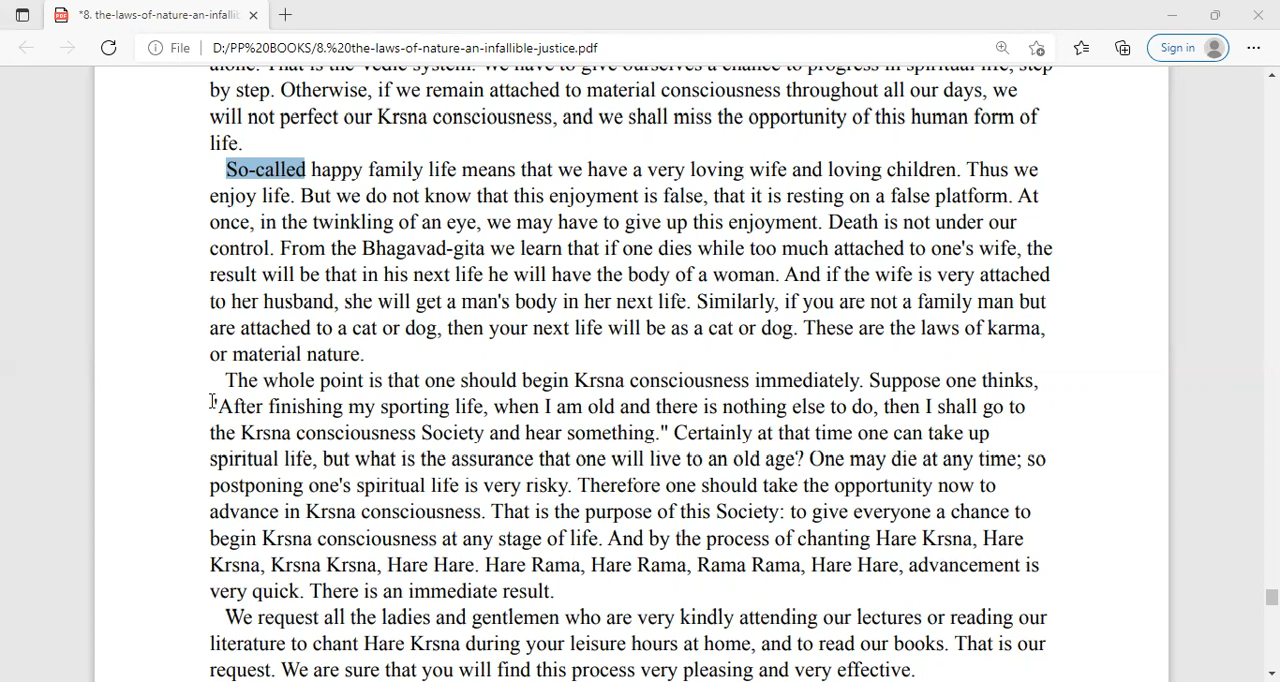 *8. the-laws-of-nature-an-infallib
File
D:/PP%20BOOKS/8.%20the-laws-of-nature-an-infallible-justice.pdf
Sign in
alone. That is the Vedic system. We have to give ourselves a chance to progress in spiritual life, step
by step. Otherwise, if we remain attached to material consciousness throughout all our days, we
will not perfect our Krsna consciousness, and we shall miss the opportunity of this human form of
life.
So-called happy family life means that we have a very loving wife and loving children. Thus we
enjoy life. But we do not know that this enjoyment is false, that it is resting on a false platform. At
once, in the twinkling of an eye, we may have to give up this enjoyment. Death is not under our
control. From the Bhagavad-gita we learn that if one dies while too much attached to one's wife, the
result will be that in his next life he will have the body of a woman. And if the wife is very attached
to her husband, she will get a man's body in her next life. Similarly, if you are not a family man but
are attached to a cat or dog, then your next life will be as a cat or dog. These are the laws of karma,
or material nature.
The whole point is that one should begin Krsna consciousness immediately. Suppose one thinks,
"After finishing my sporting life, when I am old and there is nothing else to do, then I shall go to
the Krsna consciousness Society and hear something." Certainly at that time one can take up
spiritual life, but what is the assurance that one will live to an old age? One may die at any time; so
postponing one's spiritual life is very risky. Therefore one should take the opportunity now to
advance in Krsna consciousness. That is the purpose of this Society: to give everyone a chance to
begin Krsna consciousness at any stage of life. And by the process of chanting Hare Krsna, Hare
Krsna, Krsna Krsna, Hare Hare. Hare Rama, Hare Rama, Rama Rama, Hare Hare, advancement is
very quick. There is an immediate result.
We request all the ladies and gentlemen who are very kindly attending our lectures or reading our
literature to chant Hare Krsna during your leisure hours at home, and to read our books. That is our
request. We are sure that you will find this process very pleasing and very effective.